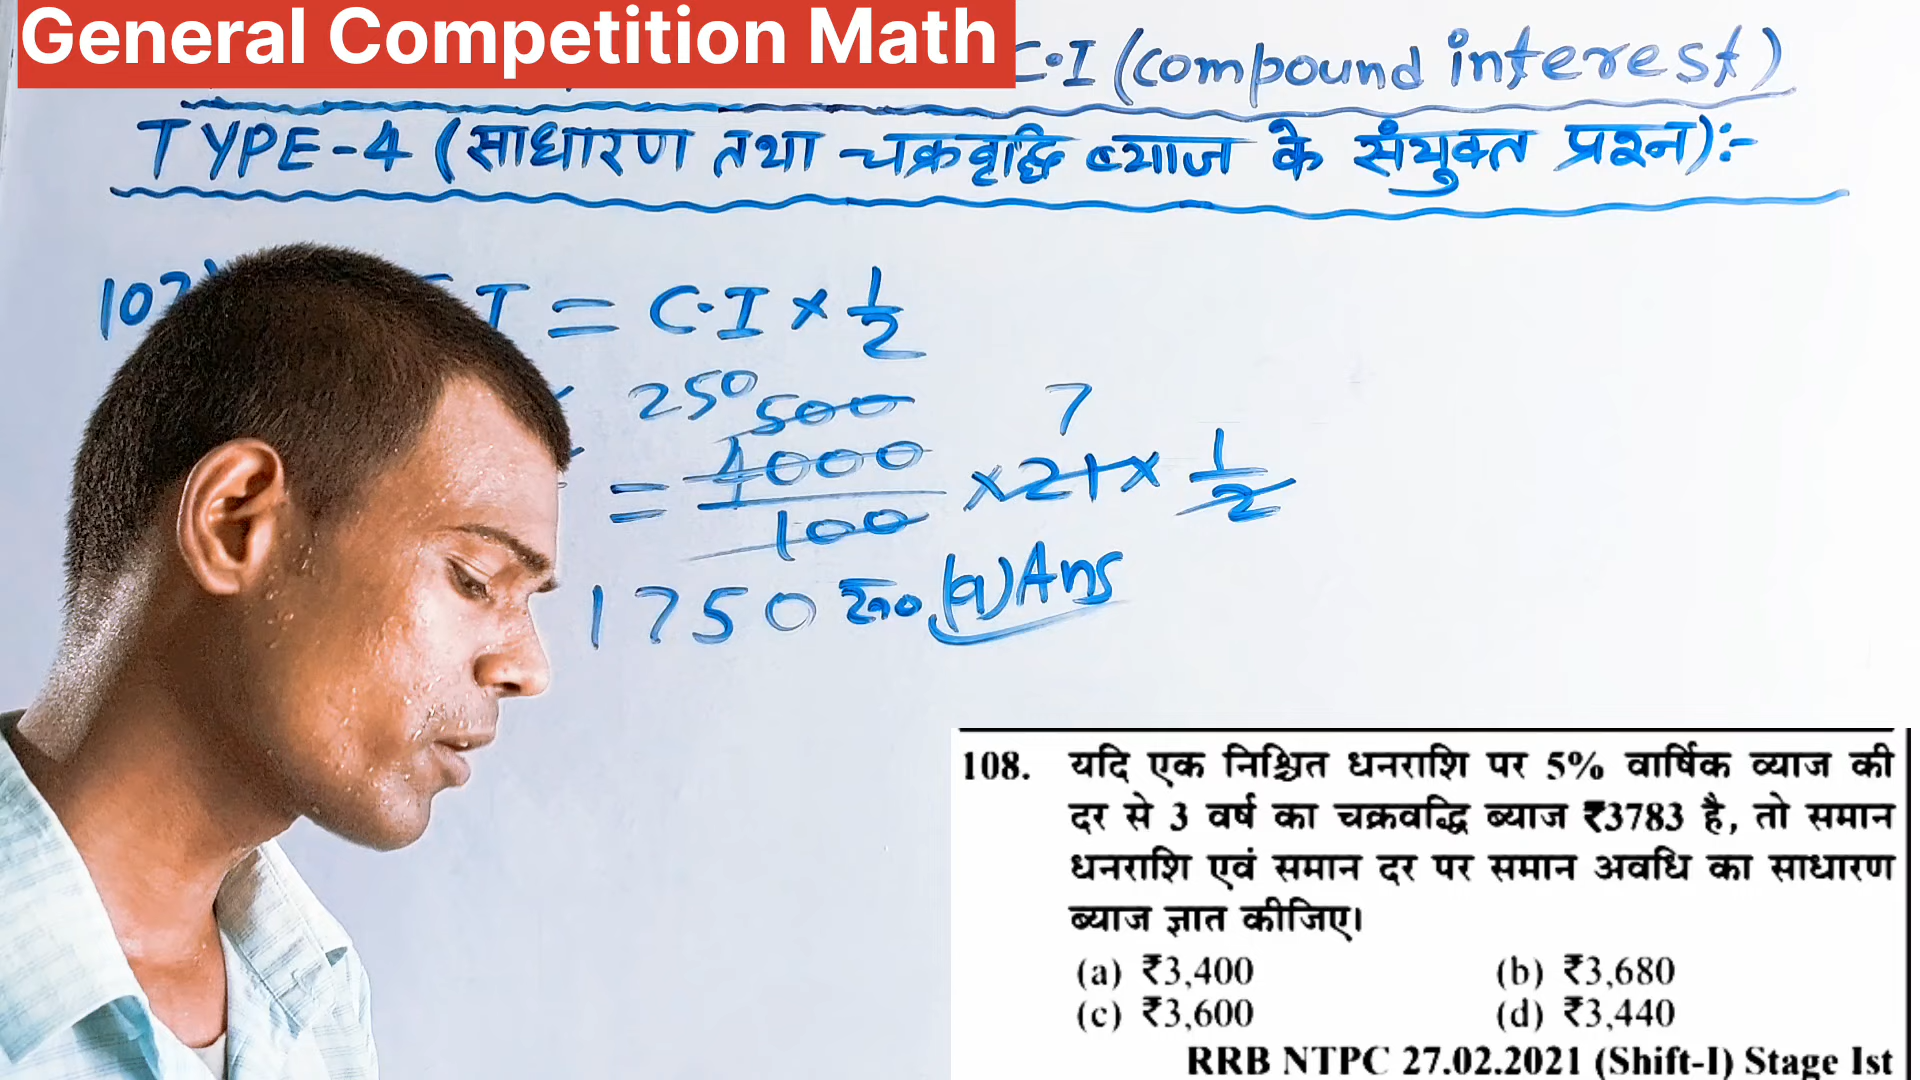 General Competition Math
C.I (compound interest)
TYPE-4 (साधारण तथा चक्रवृद्धि ब्याज के संयुक्त प्रश्न):-
107
I = C.I × 1/2
250 500 7
= 4000/100 × 21 × 1/2
1750 रू० (a) Ans
108. यदि एक निश्चित धनराशि पर 5% वार्षिक व्याज की
दर से 3 वर्ष का चक्रवद्धि ब्याज ₹3783 है, तो समान
धनराशि एवं समान दर पर समान अवधि का साधारण
ब्याज ज्ञात कीजिए।
(a) ₹3,400 (b) ₹3,680
(c) ₹3,600 (d) ₹3,440
RRB NTPC 27.02.2021 (Shift-I) Stage Ist